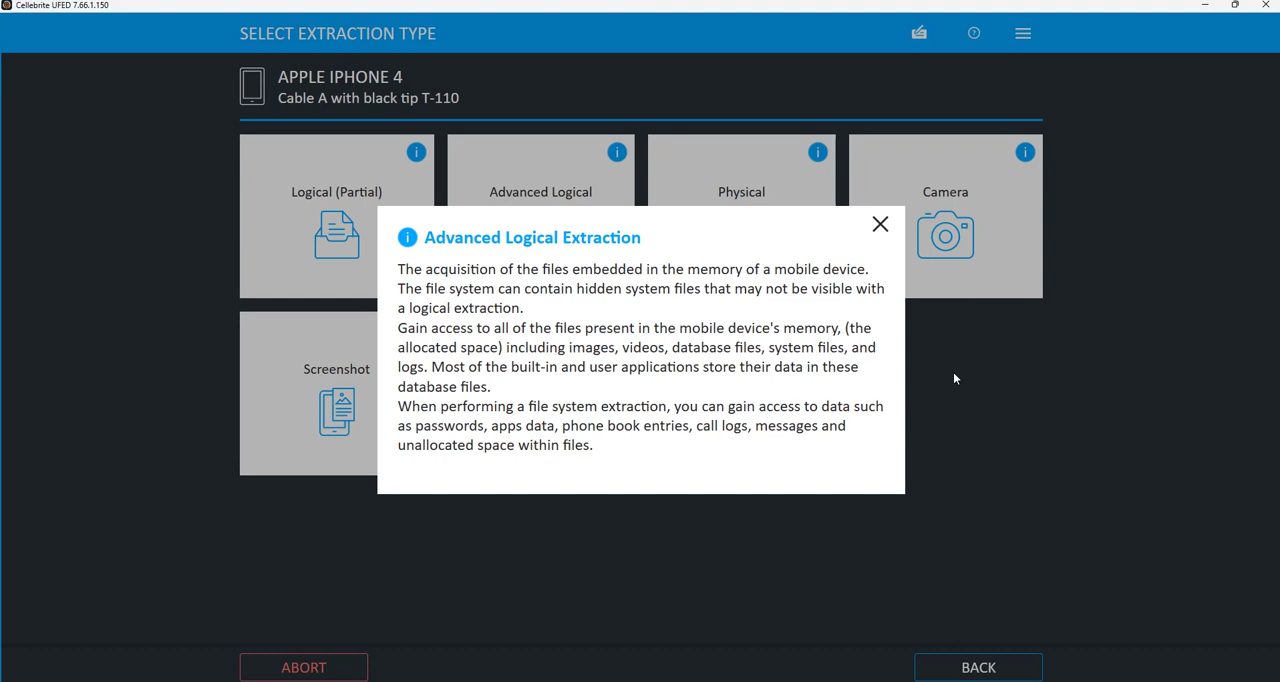 Cellebrite UFED 7.66.1.150
SELECT EXTRACTION TYPE
APPLE IPHONE 4
Cable A with black tip T-110
Logical (Partial)
Advanced Logical
Physical
Camera
Advanced Logical Extraction
The acquisition of the files embedded in the memory of a mobile device.
The file system can contain hidden system files that may not be visible with
a logical extraction.
Gain access to all of the files present in the mobile device's memory, (the
allocated space) including images, videos, database files, system files, and
logs. Most of the built-in and user applications store their data in these
database files.
When performing a file system extraction, you can gain access to data such
as passwords, apps data, phone book entries, call logs, messages and
unallocated space within files.
Screenshot
ABORT
BACK